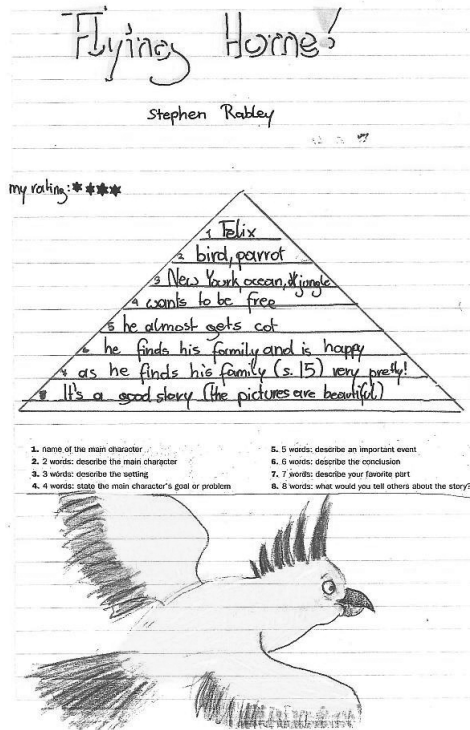 Flying Home!
Stephen Rabley
my rating: ****
1 Felix
2 bird, parrot
3 New Yourk, ocean, jungle
4 wants to be free
5 he almost gets cot
6 he finds his family and is happy
7 as he finds his family (s. 15) very pretty!
8 It's a good story (the pictures are beautiful)
1. name of the main character
2. 2 words: describe the main character
3. 3 words: describe the setting
4. 4 words: state the main character's goal or problem
5. 5 words: describe an important event
6. 6 words: describe the conclusion
7. 7 words: describe your favorite part
8. 8 words: what would you tell others about the story?